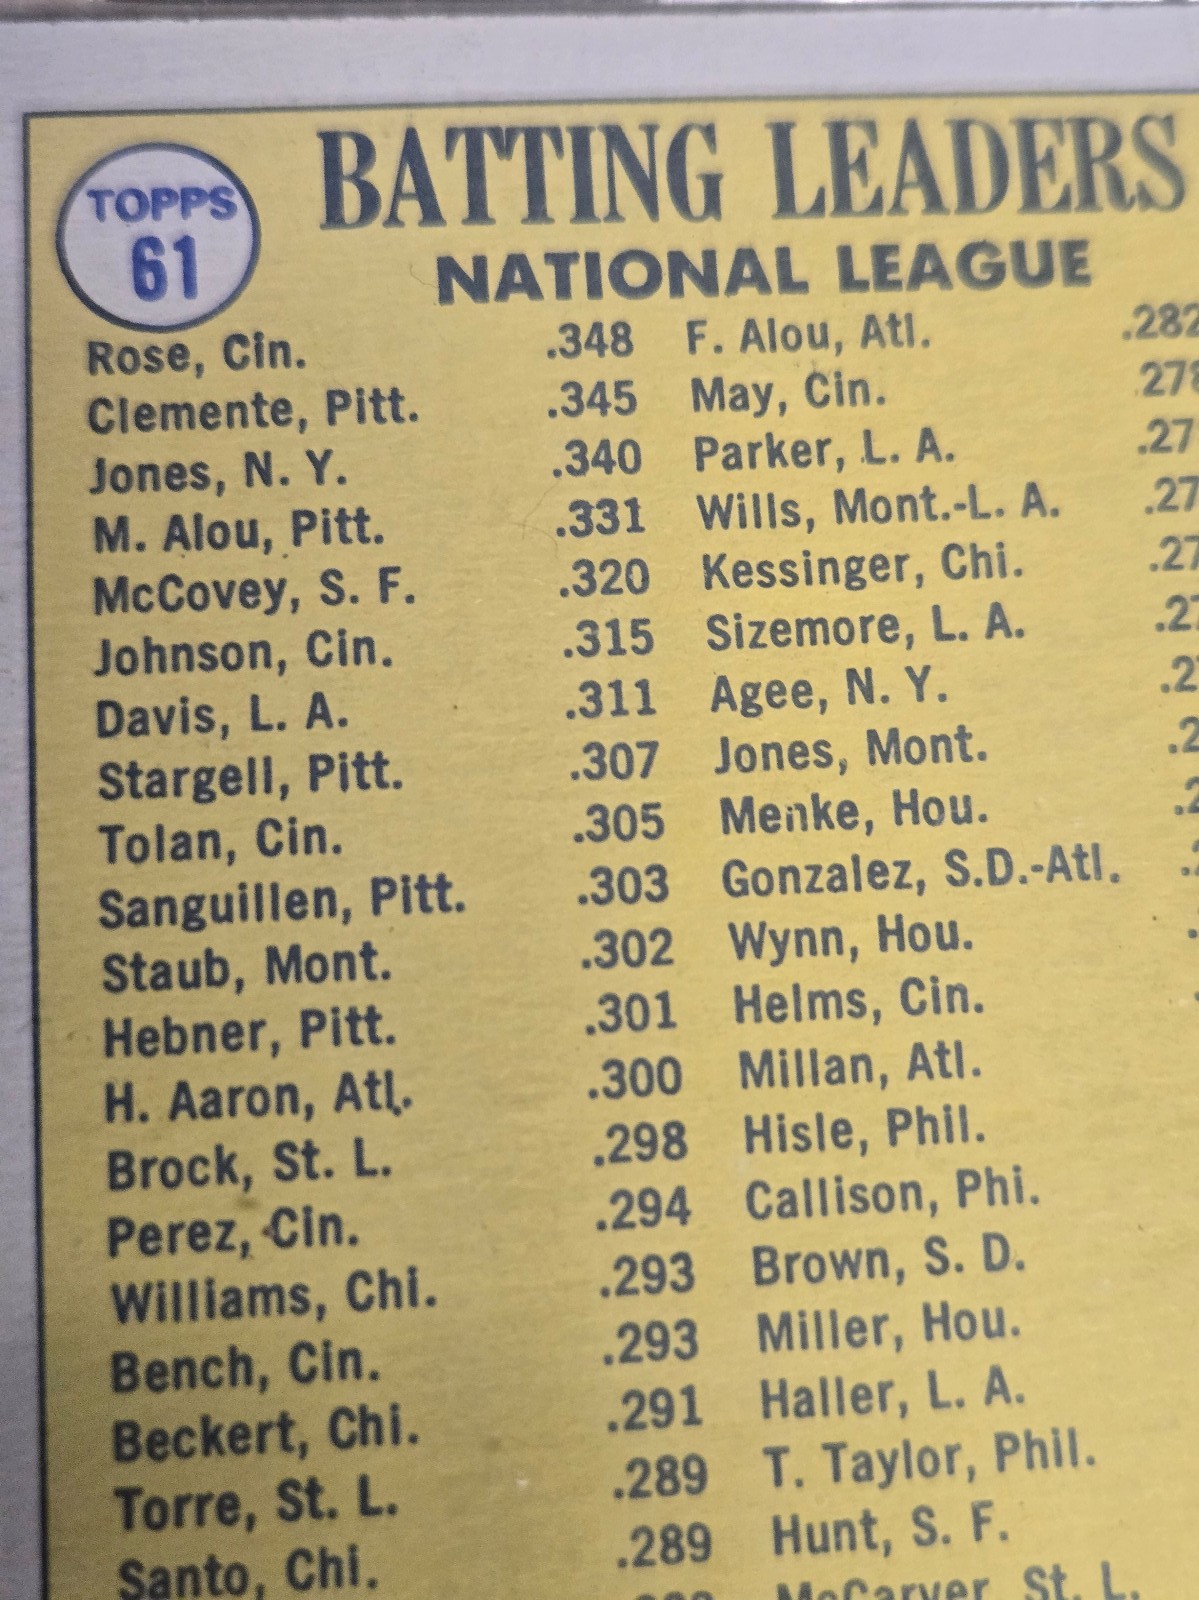 TOPPS
61
BATTING LEADERS
NATIONAL LEAGUE
Rose, Cin. .348 F. Alou, Atl. .282
Clemente, Pitt. .345 May, Cin. .278
Jones, N. Y. .340 Parker, L. A.
M. Alou, Pitt. .331 Wills, Mont.-L. A.
McCovey, S. F. .320 Kessinger, Chi.
Johnson, Cin. .315 Sizemore, L. A.
Davis, L. A. .311 Agee, N. Y.
Stargell, Pitt. .307 Jones, Mont.
Tolan, Cin. .305 Menke, Hou.
Sanguillen, Pitt. .303 Gonzalez, S.D.-Atl.
Staub, Mont. .302 Wynn, Hou.
Hebner, Pitt. .301 Helms, Cin.
H. Aaron, Atl. .300 Millan, Atl.
Brock, St. L. .298 Hisle, Phil.
Perez, Cin. .294 Callison, Phi.
Williams, Chi. .293 Brown, S. D.
Bench, Cin. .293 Miller, Hou.
Beckert, Chi. .291 Haller, L. A.
Torre, St. L. .289 T. Taylor, Phil.
Santo, Chi. .289 Hunt, S. F.
McCarver, St. L.